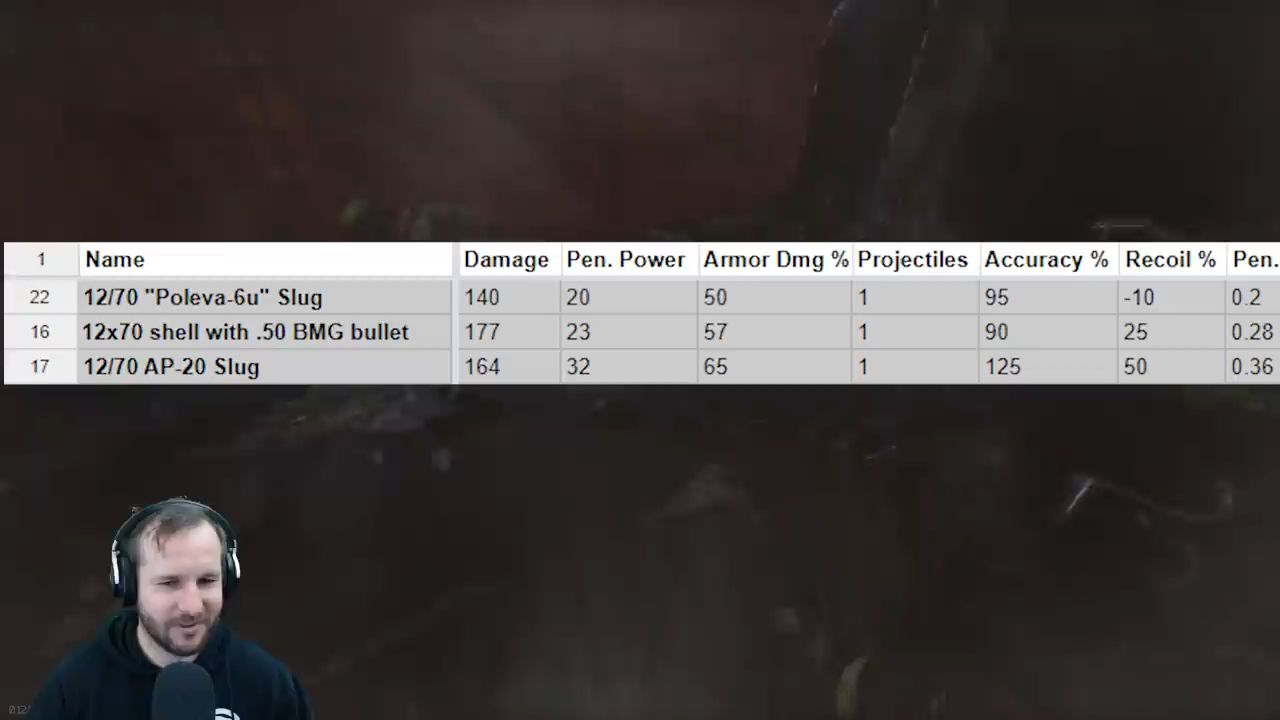 1 Name Damage Pen. Power Armor Dmg % Projectiles Accuracy % Recoil % Pen.
22 12/70 "Poleva-6u" Slug 140 20 50 1 95 -10 0.2
16 12x70 shell with .50 BMG bullet 177 23 57 1 90 25 0.28
17 12/70 AP-20 Slug 164 32 65 1 125 50 0.36